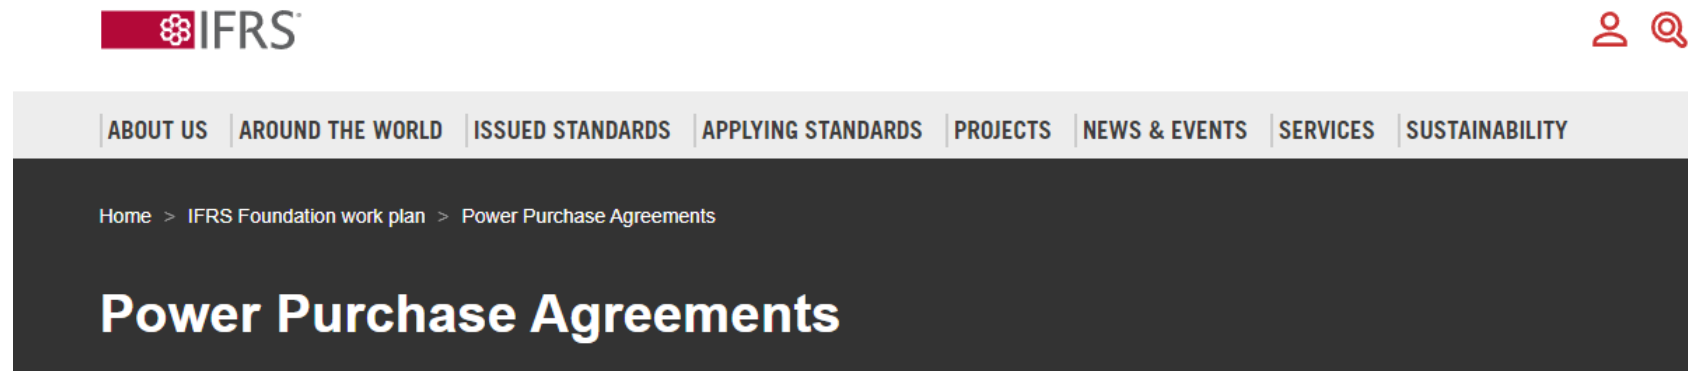 IFRS
ABOUT US AROUND THE WORLD ISSUED STANDARDS APPLYING STANDARDS PROJECTS NEWS & EVENTS SERVICES SUSTAINABILITY
Home > IFRS Foundation work plan > Power Purchase Agreements
Power Purchase Agreements